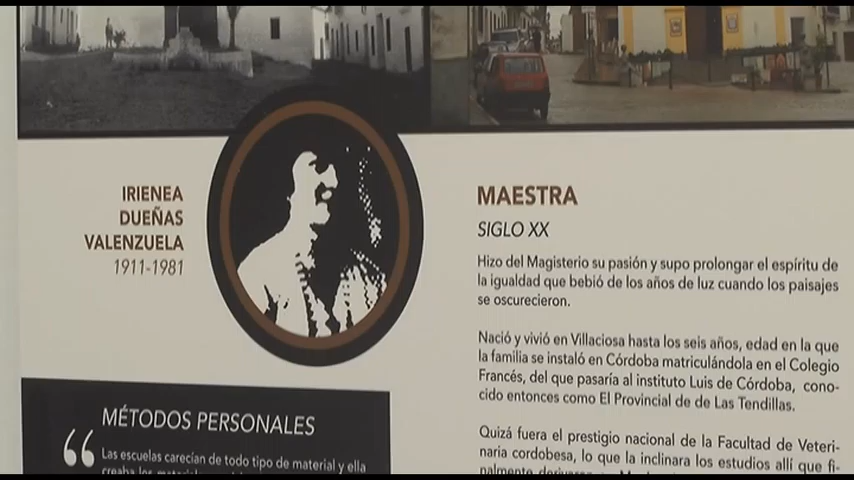 IRIENEA
DUEÑAS
VALENZUELA
1911-1981
MAESTRA
SIGLO XX
Hizo del Magisterio su pasión y supo prolongar el espíritu de
la igualdad que bebió de los años de luz cuando los paisajes
se oscurecieron.
Nació y vivió en Villaciosa hasta los seis años, edad en la que
la familia se instaló en Córdoba matriculándola en el Colegio
Francés, del que pasaría al instituto Luis de Córdoba, cono-
cido entonces como El Provincial de de Las Tendillas.
Quizá fuera el prestigio nacional de la Facultad de Veteri-
naria cordobesa, lo que la inclinara los estudios allí que fi-
MÉTODOS PERSONALES
“
Las escuelas carecían de todo tipo de material y ella